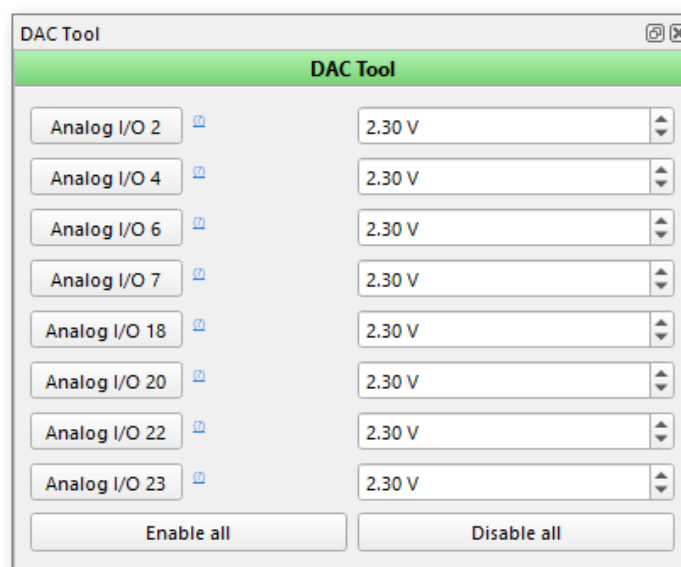 DAC Tool
DAC Tool
Analog I/O 2 (?) 2.30 V
Analog I/O 4 (?) 2.30 V
Analog I/O 6 (?) 2.30 V
Analog I/O 7 (?) 2.30 V
Analog I/O 18 (?) 2.30 V
Analog I/O 20 (?) 2.30 V
Analog I/O 22 (?) 2.30 V
Analog I/O 23 (?) 2.30 V
Enable all Disable all